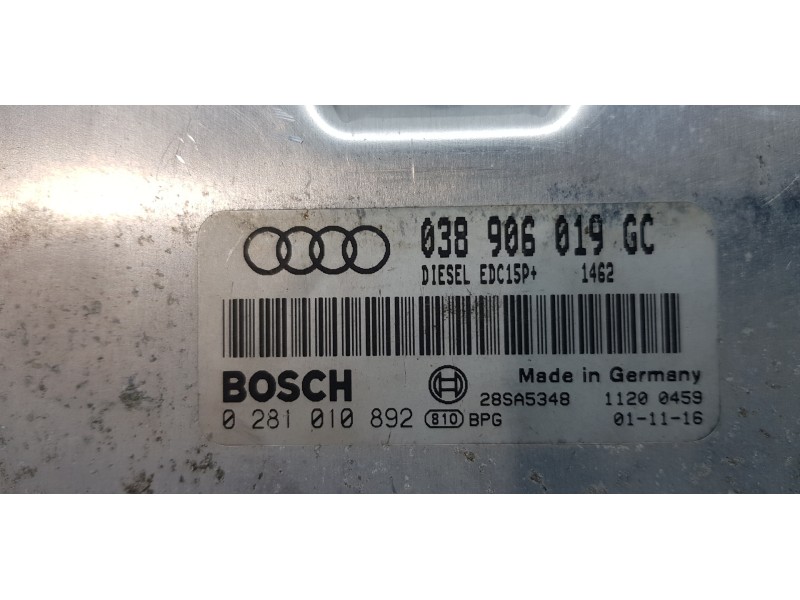 038 906 019 GC
DIESEL EDC15P+ 1462
BOSCH Made in Germany
28SA5348 1120 0459
0 281 010 892 810 BPG 01-11-16